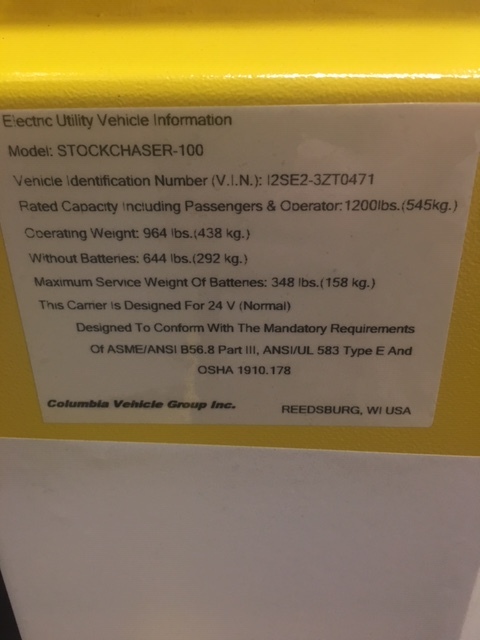 Electric Utility Vehicle Information
Model: STOCKCHASER-100
Vehicle Identification Number (V.I.N.): I2SE2-3ZT0471
Rated Capacity Including Passengers & Operator:1200lbs.(545kg.)
Operating Weight: 964 lbs.(438 kg.)
Without Batteries: 644 lbs.(292 kg.)
Maximum Service Weight Of Batteries: 348 lbs.(158 kg.)
This Carrier Is Designed For 24 V (Normal)
Designed To Conform With The Mandatory Requirements
Of ASME/ANSI B56.8 Part III, ANSI/UL 583 Type E And
OSHA 1910.178
Columbia Vehicle Group Inc. REEDSBURG, WI USA